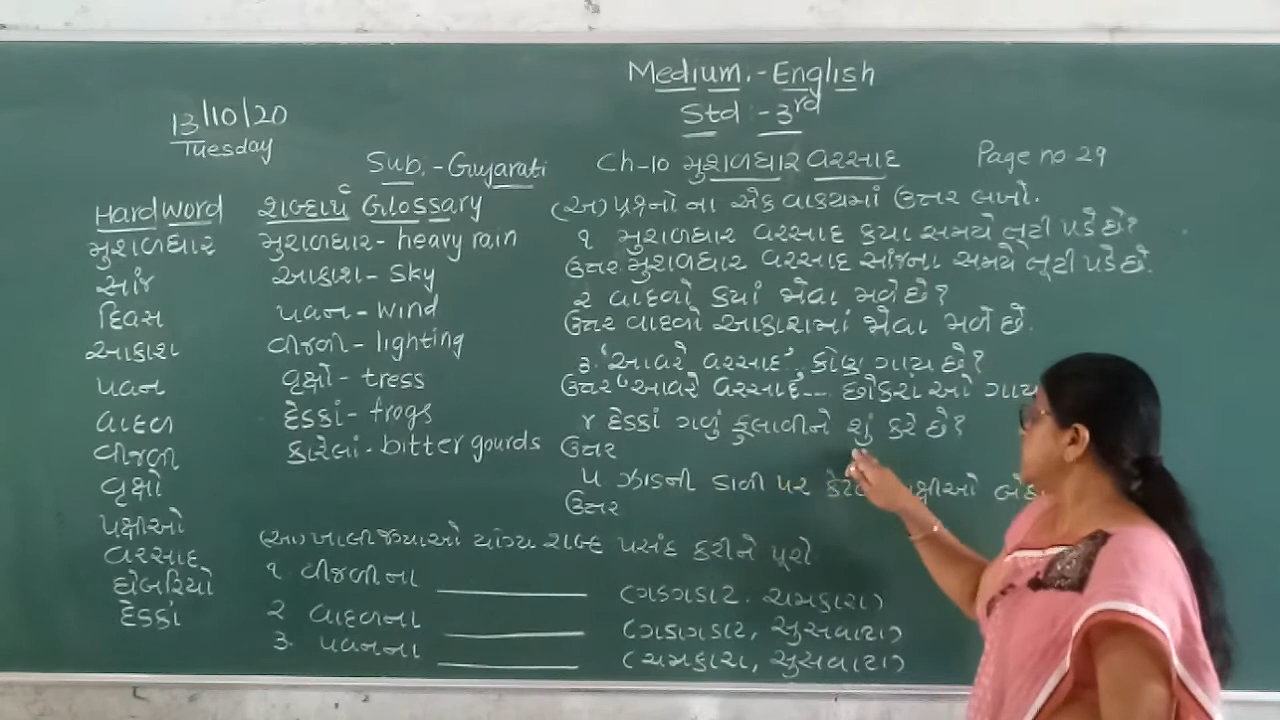 Medium.-English
Std :- 3rd
13/10/20
Tuesday
Sub.-Gujarati
Ch-10 મુશળધાર વરસાદ
Page no.29
Hard word
મુશળધાર
સાંજ
દિવસ
આકાશ
પવન
વાદળ
વીજળી
વૃક્ષો
પક્ષીઓ
વરસાદ
ઢોબરિયો
દેડકાં
શબ્દાર્થ Glossary
મુશળધાર - heavy rain
આકાશ - sky
પવન - wind
વીજળી - lighting
વૃક્ષો - tress
દેડકાં - frogs
કારેલાં - bitter gourds
(અ) પ્રશ્નો ના એક વાક્યમાં ઉત્તર લખો.
૧ મુશળધાર વરસાદ કયા સમયે તૂટી પડે છે?
ઉત્તર મુશળધાર વરસાદ સાંજના સમયે તૂટી પડે છે.
૨ વાદળો ક્યાં જોવા મળે છે?
ઉત્તર વાદળો આકાશમાં જોવા મળે છે.
૩ 'આવરે વરસાદ', કોણ ગાય છે?
ઉત્તર "આવરે વરસાદ... છોકરાંઓ ગાય
૪ દેડકાં ગળું ફુલાવીને શું કરે છે?
ઉત્તર
૫ ઝાડની ડાળી પર
ઉત્તર
(આ) ખાલી જગ્યાઓ યોગ્ય શબ્દ પસંદ કરીને પૂરો
૧ વીજળીના ______ (ગડગડાટ. ચમકારા)
૨ વાદળના ______ (ગડગડાટ, સુસવાટા)
૩. પવનના ______ (ચમકારા, સુસવાટા)